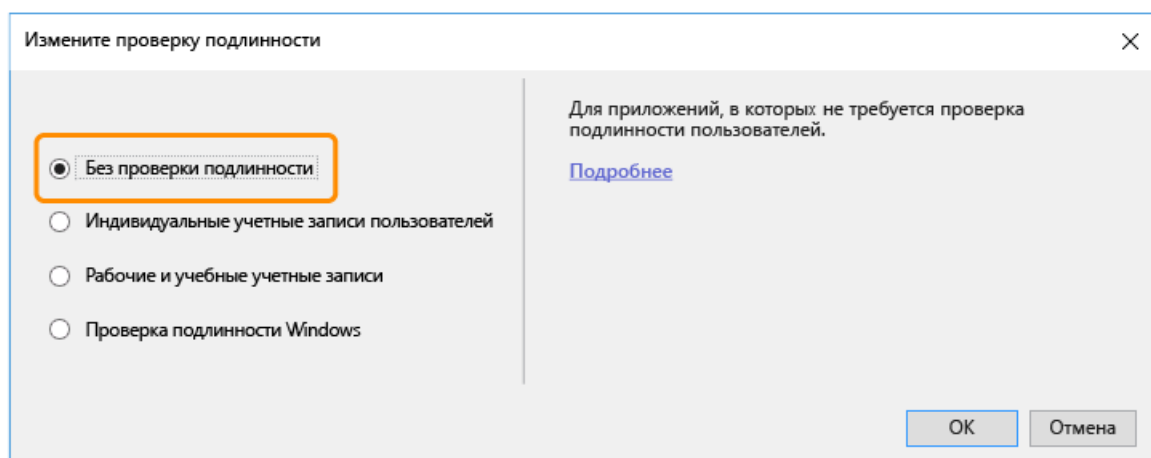 Измените проверку подлинности
Без проверки подлинности
Индивидуальные учетные записи пользователей
Рабочие и учебные учетные записи
Проверка подлинности Windows
Для приложений, в которых не требуется проверка
подлинности пользователей.
Подробнее
ОК
Отмена